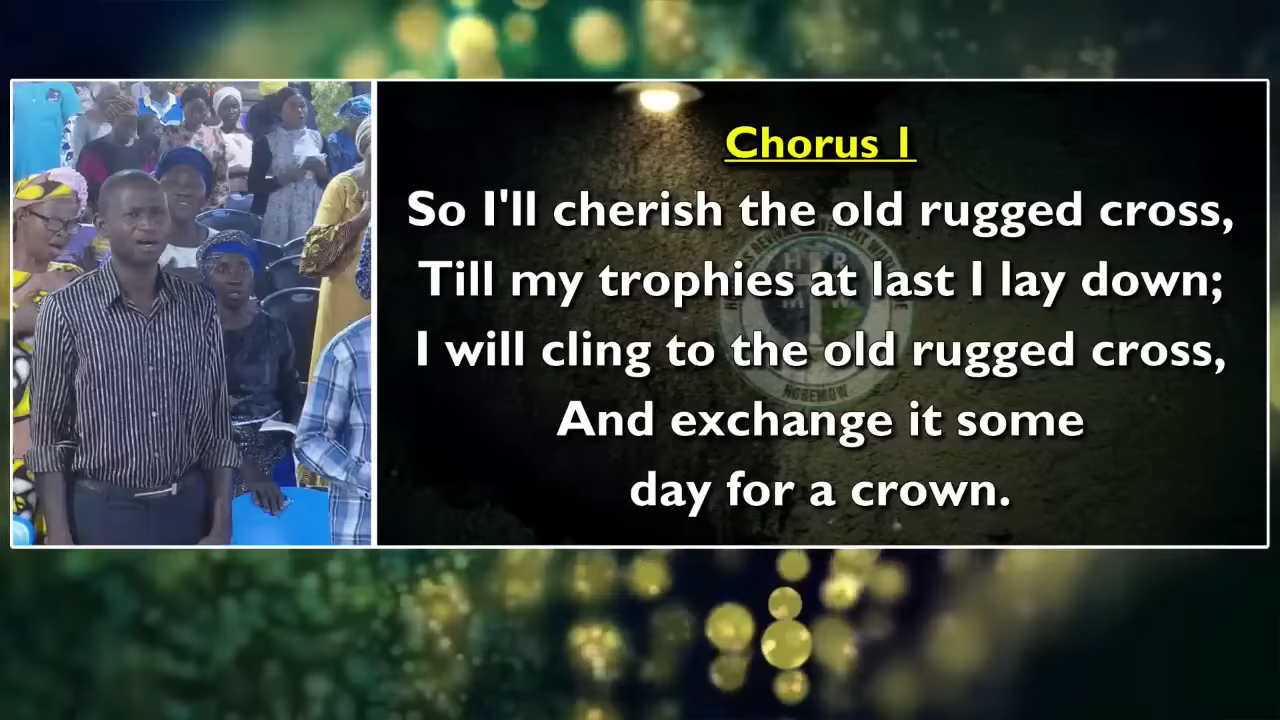 Chorus 1
So I'll cherish the old rugged cross,
Till my trophies at last I lay down;
I will cling to the old rugged cross,
And exchange it some
day for a crown.